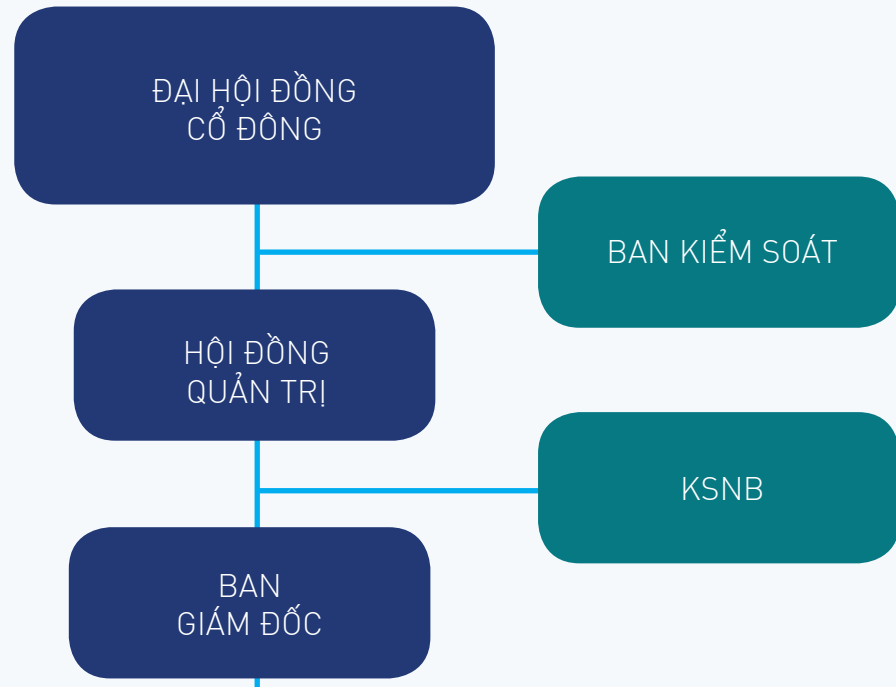 ĐẠI HỘI ĐỒNG
CỔ ĐÔNG
BAN KIỂM SOÁT
HỘI ĐỒNG
QUẢN TRỊ
KSNB
BAN
GIÁM ĐỐC